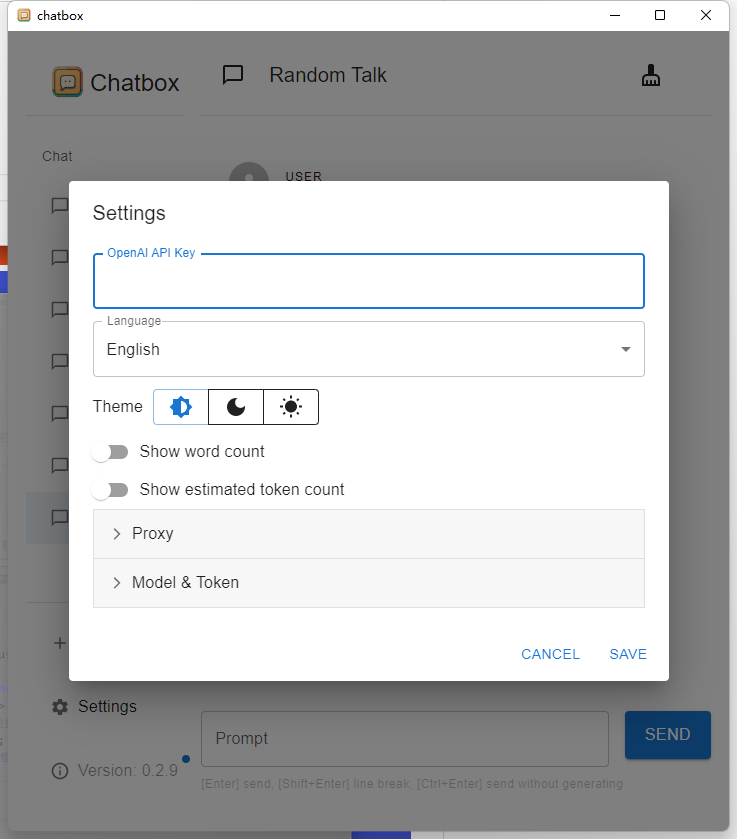 chatbox
Chatbox
Random Talk
Chat
USER
Settings
OpenAI API Key
Language
English
Theme
Show word count
Show estimated token count
Proxy
Model & Token
CANCEL SAVE
Settings
Prompt
SEND
Version: 0.2.9
[Enter] send, [Shift+Enter] line break, [Ctrl+Enter] send without generating